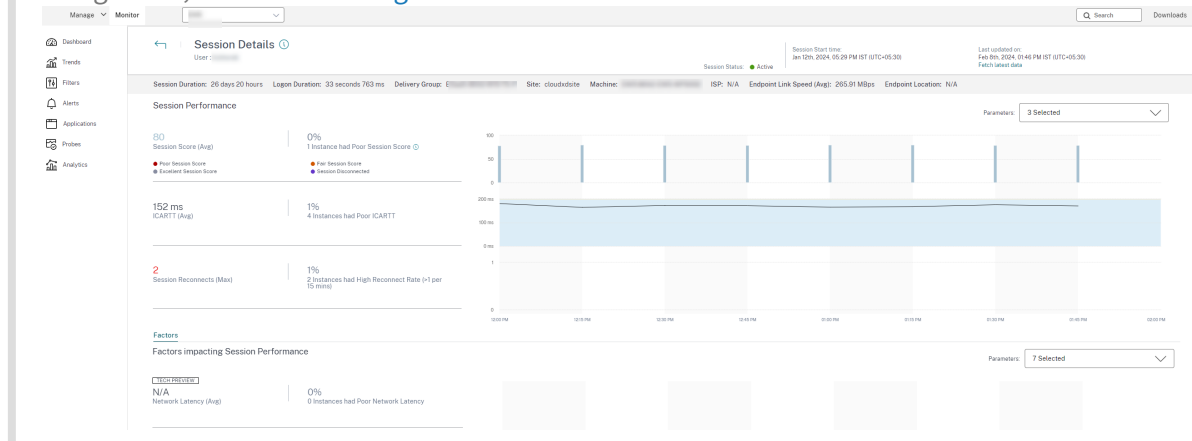 Manage Monitor
Search
Downloads
Dashboard
Trends
Filters
Alerts
Applications
Probes
Analytics
Session Details
User :
Session Status: Active
Session Start time:
Jan 12th, 2024, 05:29 PM IST (UTC+05:30)
Last updated on:
Feb 8th, 2024, 01:46 PM IST (UTC+05:30)
Fetch latest data
Session Duration: 26 days 20 hours Logon Duration: 33 seconds 763 ms Delivery Group: Site: cloudxdsite Machine: ISP: N/A Endpoint Link Speed (Avg): 265.91 MBps Endpoint Location: N/A
Session Performance
Parameters: 3 Selected
80
Session Score (Avg)
0%
1 Instance had Poor Session Score
Poor Session Score
Fair Session Score
Excellent Session Score
Session Disconnected
100
50
0
152 ms
ICARTT (Avg)
1%
4 Instances had Poor ICARTT
200 ms
100 ms
0 ms
2
Session Reconnects (Max)
1%
2 Instances had High Reconnect Rate (>1 per
15 mins)
1
0
12:00 PM 12:15 PM 12:30 PM 12:45 PM 01:00 PM 01:15 PM 01:30 PM 01:45 PM 02:00 PM
Factors
Factors impacting Session Performance
Parameters: 7 Selected
TECH PREVIEW
N/A
Network Latency (Avg)
0%
0 Instances had Poor Network Latency